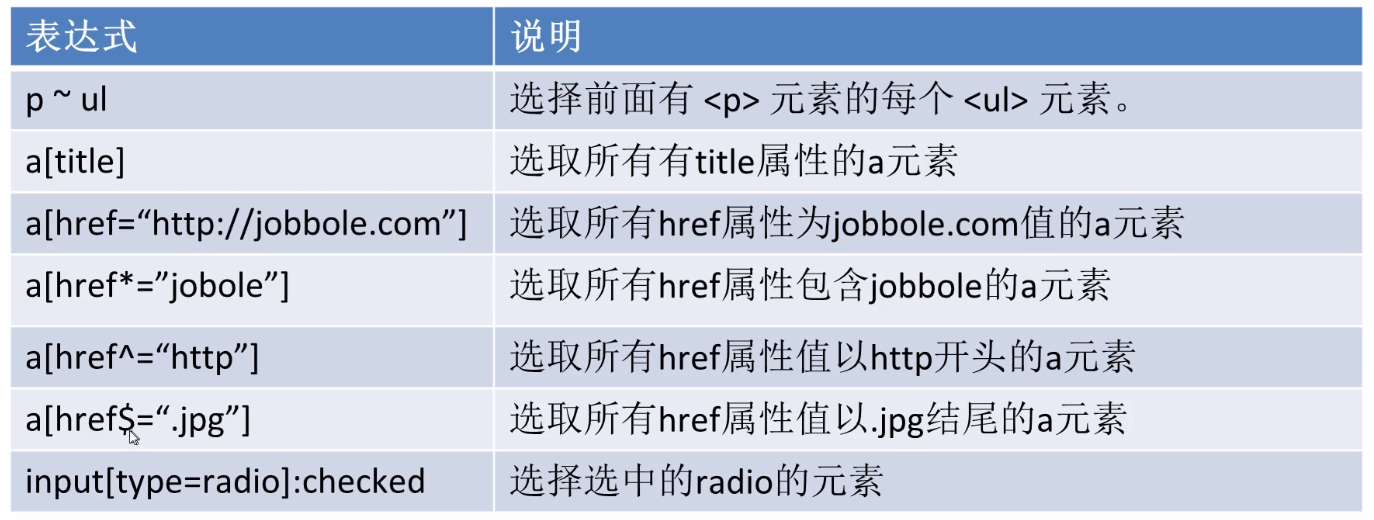 表达式 说明
p ~ ul 选择前面有 <p> 元素的每个 <ul> 元素。
a[title] 选取所有有title属性的a元素
a[href=“http://jobbole.com”] 选取所有href属性为jobbole.com值的a元素
a[href*=”jobole”] 选取所有href属性包含jobbole的a元素
a[href^=“http”] 选取所有href属性值以http开头的a元素
a[href$=“.jpg”] 选取所有href属性值以.jpg结尾的a元素
input[type=radio]:checked 选择选中的radio的元素